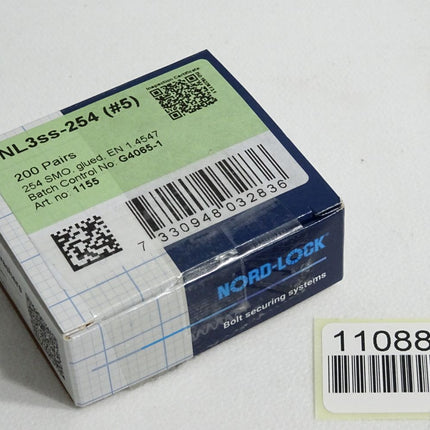 Inspection Certificate
NL3ss-254 (#5)
200 Pairs
254 SMO, glued, EN 1.4547
Batch Control No. G4065-1
Art. no. 1155
7 330948 032836
NORD-LOCK
Bolt securing systems
11088